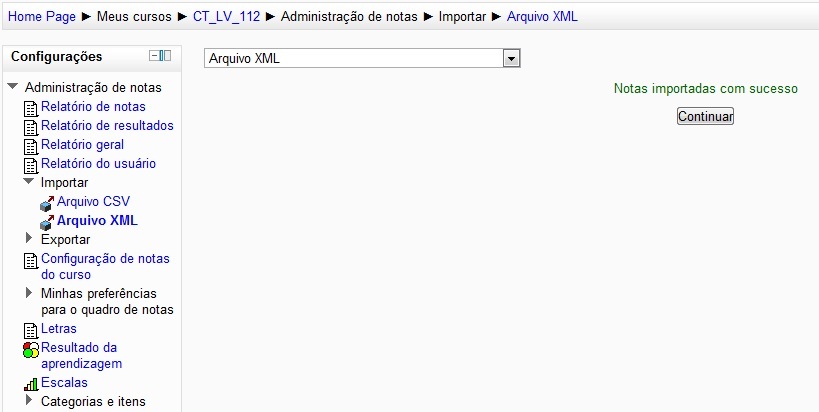 Home Page ► Meus cursos ► CT_LV_112 ► Administração de notas ► Importar ► Arquivo XML
Configurações
Administração de notas
Relatório de notas
Relatório de resultados
Relatório geral
Relatório do usuário
Importar
Arquivo CSV
Arquivo XML
Exportar
Configuração de notas
do curso
Minhas preferências
para o quadro de notas
Letras
Resultado da
aprendizagem
Escalas
Categorias e itens
Arquivo XML
Notas importadas com sucesso
Continuar